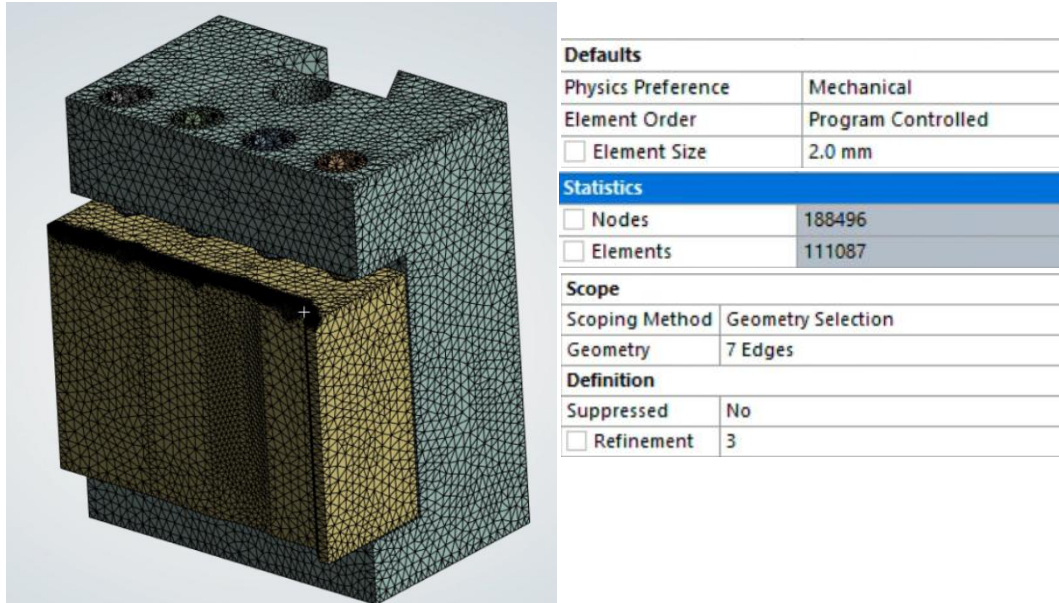 Defaults
Physics Preference Mechanical
Element Order Program Controlled
Element Size 2.0 mm
Statistics
Nodes 188496
Elements 111087
Scope
Scoping Method Geometry Selection
Geometry 7 Edges
Definition
Suppressed No
Refinement 3